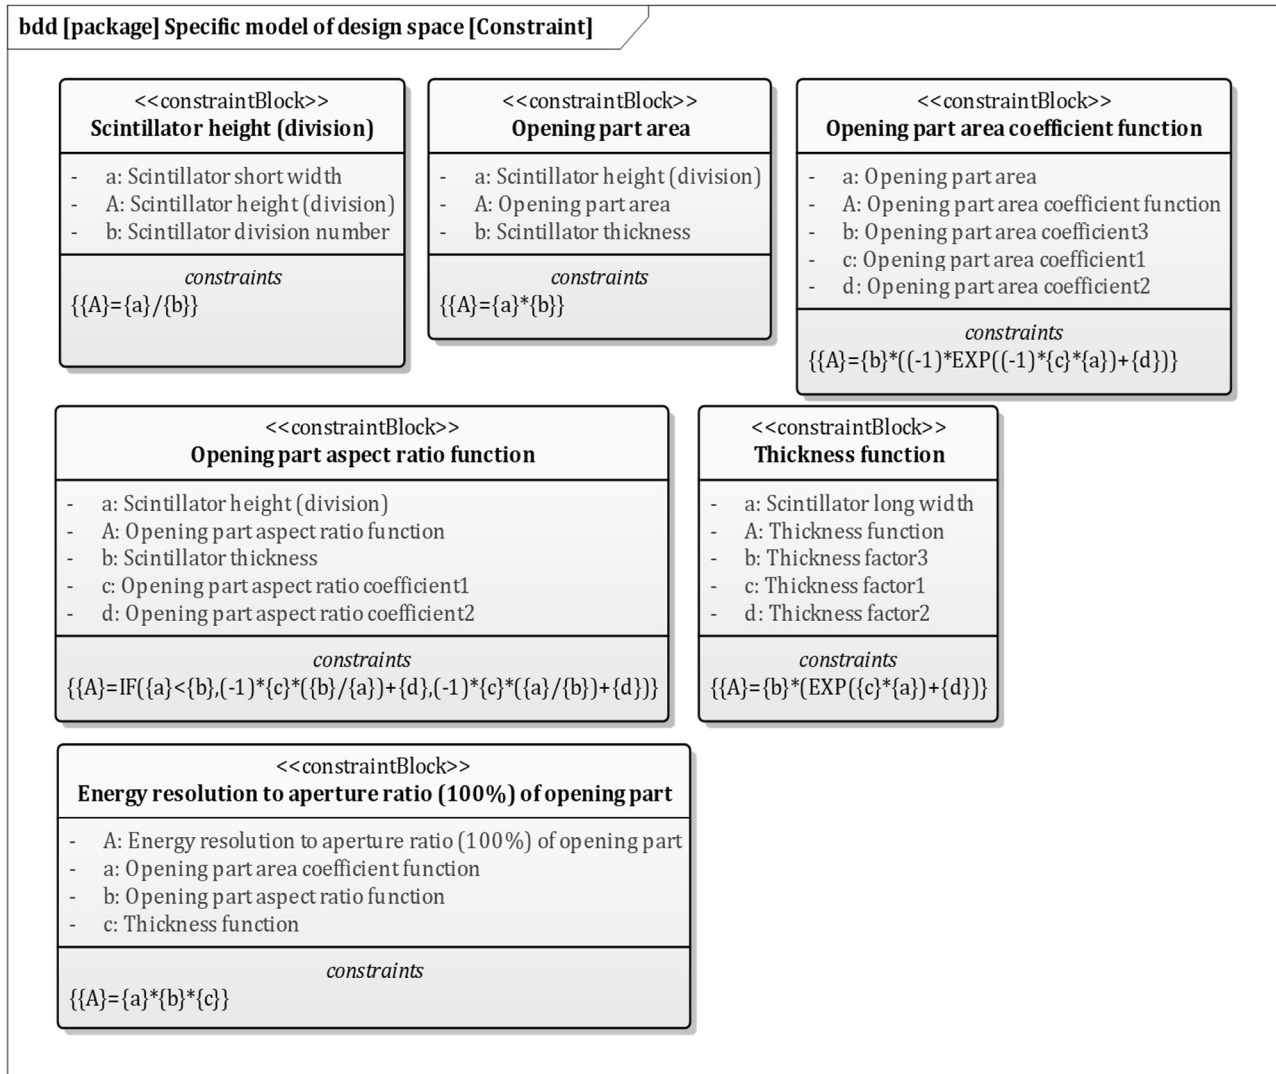 bdd [package] Specific model of design space [Constraint]
<<constraintBlock>>
Scintillator height (division)
- a: Scintillator short width
- A: Scintillator height (division)
- b: Scintillator division number
constraints
{{A}={a}/{b}}
<<constraintBlock>>
Opening part area
- a: Scintillator height (division)
- A: Opening part area
- b: Scintillator thickness
constraints
{{A}={a}*{b}}
<<constraintBlock>>
Opening part area coefficient function
- a: Opening part area
- A: Opening part area coefficient function
- b: Opening part area coefficient3
- c: Opening part area coefficient1
- d: Opening part area coefficient2
constraints
{{A}={b}*((-1)*EXP((-1)*{c}*{a})+{d})}
<<constraintBlock>>
Opening part aspect ratio function
- a: Scintillator height (division)
- A: Opening part aspect ratio function
- b: Scintillator thickness
- c: Opening part aspect ratio coefficient1
- d: Opening part aspect ratio coefficient2
constraints
{{A}=IF({a}<{b},(-1)*{c}*({b}/{a})+{d},(-1)*{c}*({a}/{b})+{d})}
<<constraintBlock>>
Thickness function
- a: Scintillator long width
- A: Thickness function
- b: Thickness factor3
- c: Thickness factor1
- d: Thickness factor2
constraints
{{A}={b}*(EXP({c}*{a})+{d})}
<<constraintBlock>>
Energy resolution to aperture ratio (100%) of opening part
- A: Energy resolution to aperture ratio (100%) of opening part
- a: Opening part area coefficient function
- b: Opening part aspect ratio function
- c: Thickness function
constraints
{{A}={a}*{b}*{c}}